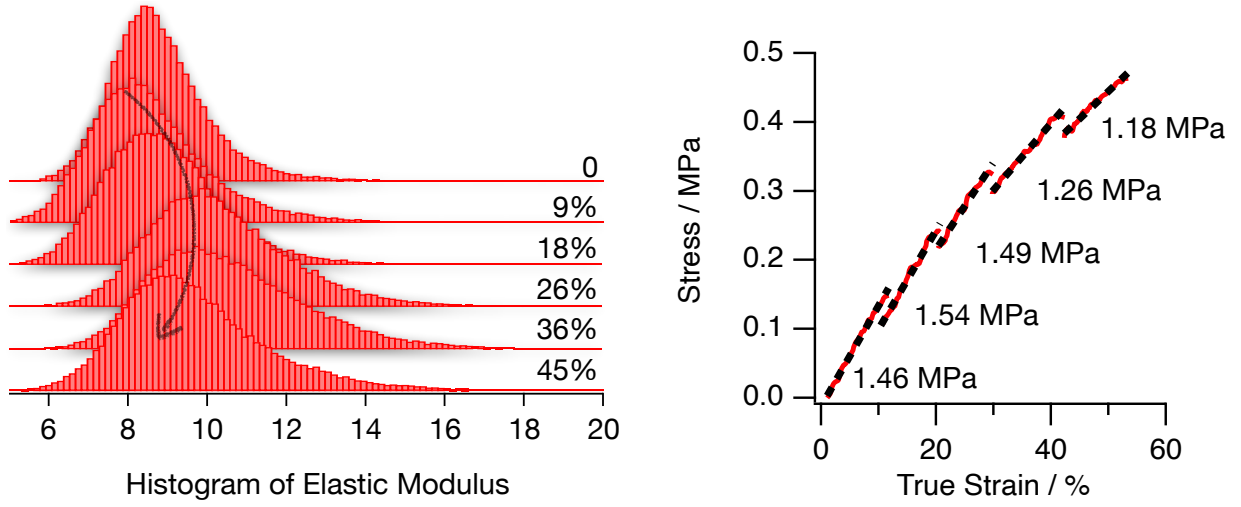 0
9%
18%
26%
36%
45%
6 8 10 12 14 16 18 20
Histogram of Elastic Modulus
0.5
0.4
0.3
0.2
0.1
0.0
Stress / MPa
1.18 MPa
1.26 MPa
1.49 MPa
1.54 MPa
1.46 MPa
0 20 40 60
True Strain / %